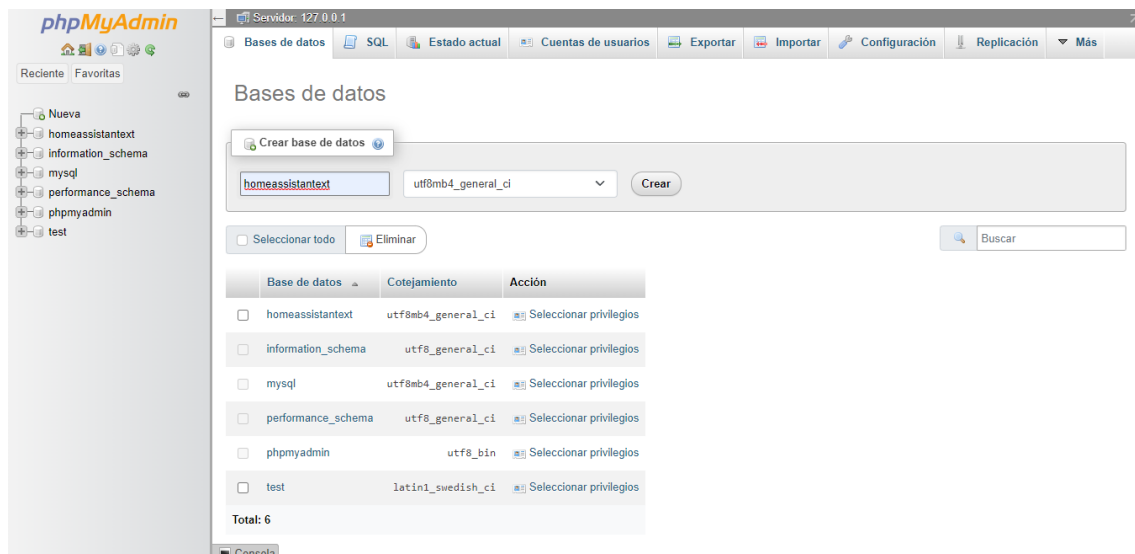 phpMyAdmin
Reciente Favoritas
Nueva
homeassistantext
information_schema
mysql
performance_schema
phpmyadmin
test
Servidor: 127.0.0.1
Bases de datos SQL Estado actual Cuentas de usuarios Exportar Importar Configuración Replicación Más
Bases de datos
Crear base de datos
homeassistantext utf8mb4_general_ci Crear
Seleccionar todo Eliminar Buscar
Base de datos Cotejamiento Acción
homeassistantext utf8mb4_general_ci Seleccionar privilegios
information_schema utf8_general_ci Seleccionar privilegios
mysql utf8mb4_general_ci Seleccionar privilegios
performance_schema utf8_general_ci Seleccionar privilegios
phpmyadmin utf8_bin Seleccionar privilegios
test latin1_swedish_ci Seleccionar privilegios
Total: 6
Consola